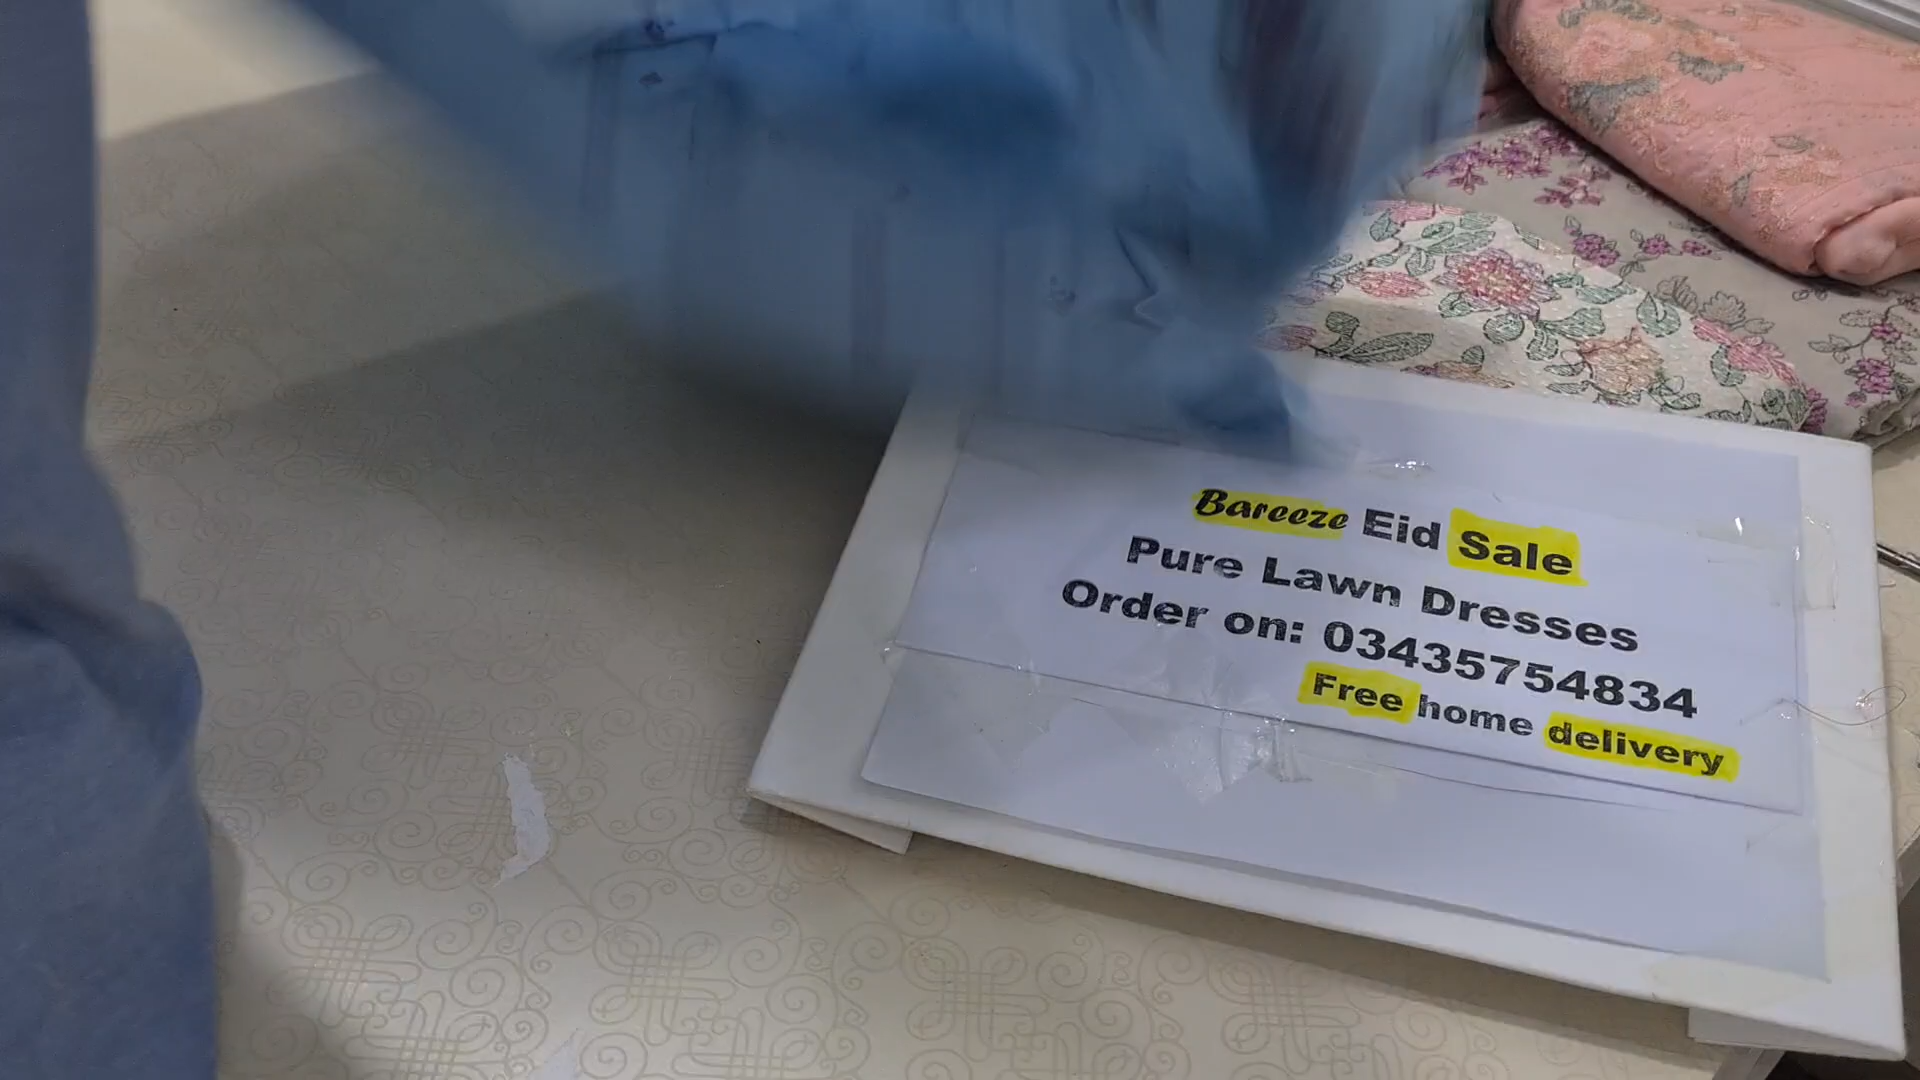 Bareeze Eid Sale
Pure Lawn Dresses
Order on: 03435754834
Free home delivery